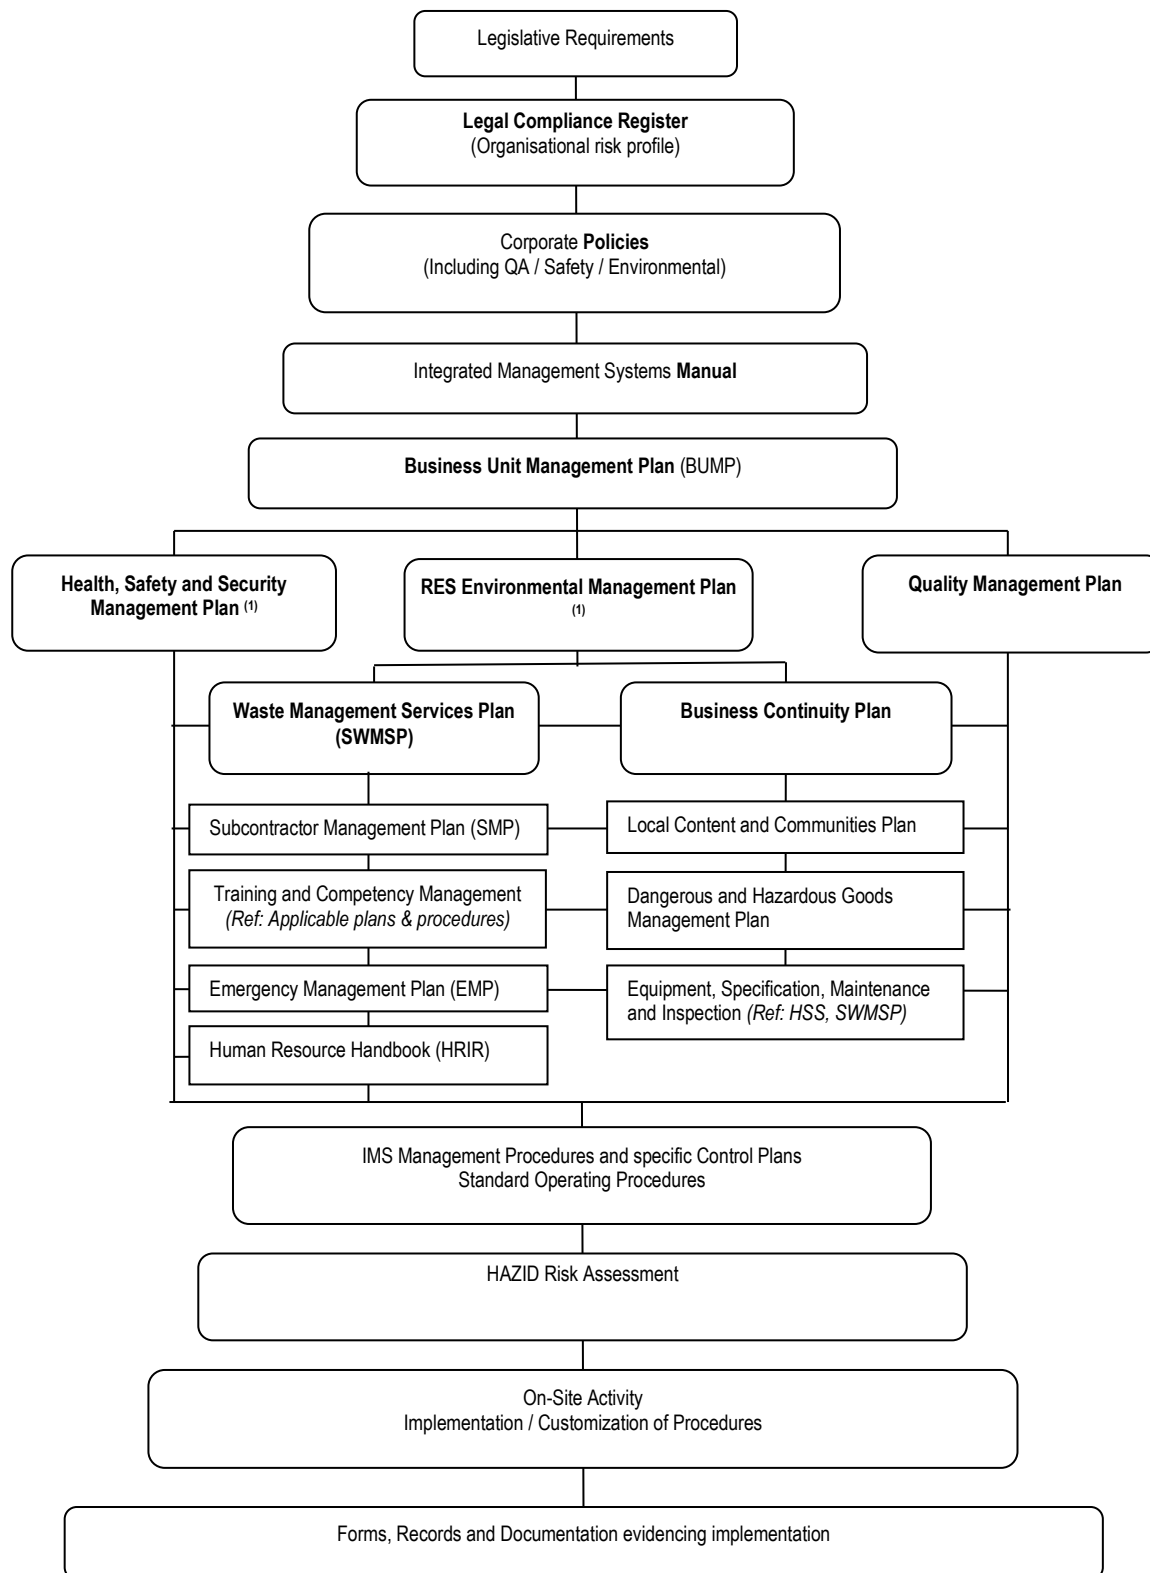 Legislative Requirements
Legal Compliance Register
(Organisational risk profile)
Corporate Policies
(Including QA / Safety / Environmental)
Integrated Management Systems Manual
Business Unit Management Plan (BUMP)
Health, Safety and Security
Management Plan (1)
RES Environmental Management Plan
(1)
Quality Management Plan
Waste Management Services Plan
(SWMSP)
Business Continuity Plan
Subcontractor Management Plan (SMP)
Local Content and Communities Plan
Training and Competency Management
(Ref: Applicable plans & procedures)
Dangerous and Hazardous Goods
Management Plan
Emergency Management Plan (EMP)
Equipment, Specification, Maintenance
and Inspection (Ref: HSS, SWMSP)
Human Resource Handbook (HRIR)
IMS Management Procedures and specific Control Plans
Standard Operating Procedures
HAZID Risk Assessment
On-Site Activity
Implementation / Customization of Procedures
Forms, Records and Documentation evidencing implementation